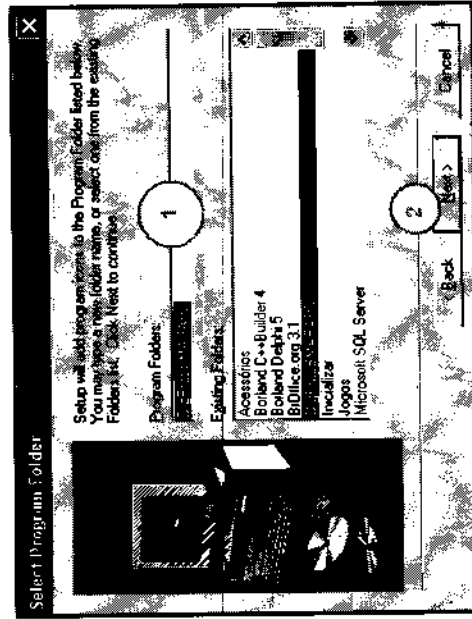 Select Program Folder
Setup will add program icons to the Program Folder listed below.
You may type a new folder name, or select one from the existing
Folders list. Click Next to continue.
Program Folders:
1
Existing Folders:
Acessórios
Borland C++Builder 4
Borland Delphi 5
BrOffice.org 3.1
Inicializar
Jogos
Microsoft SQL Server
2
< Back
Next >
Cancel